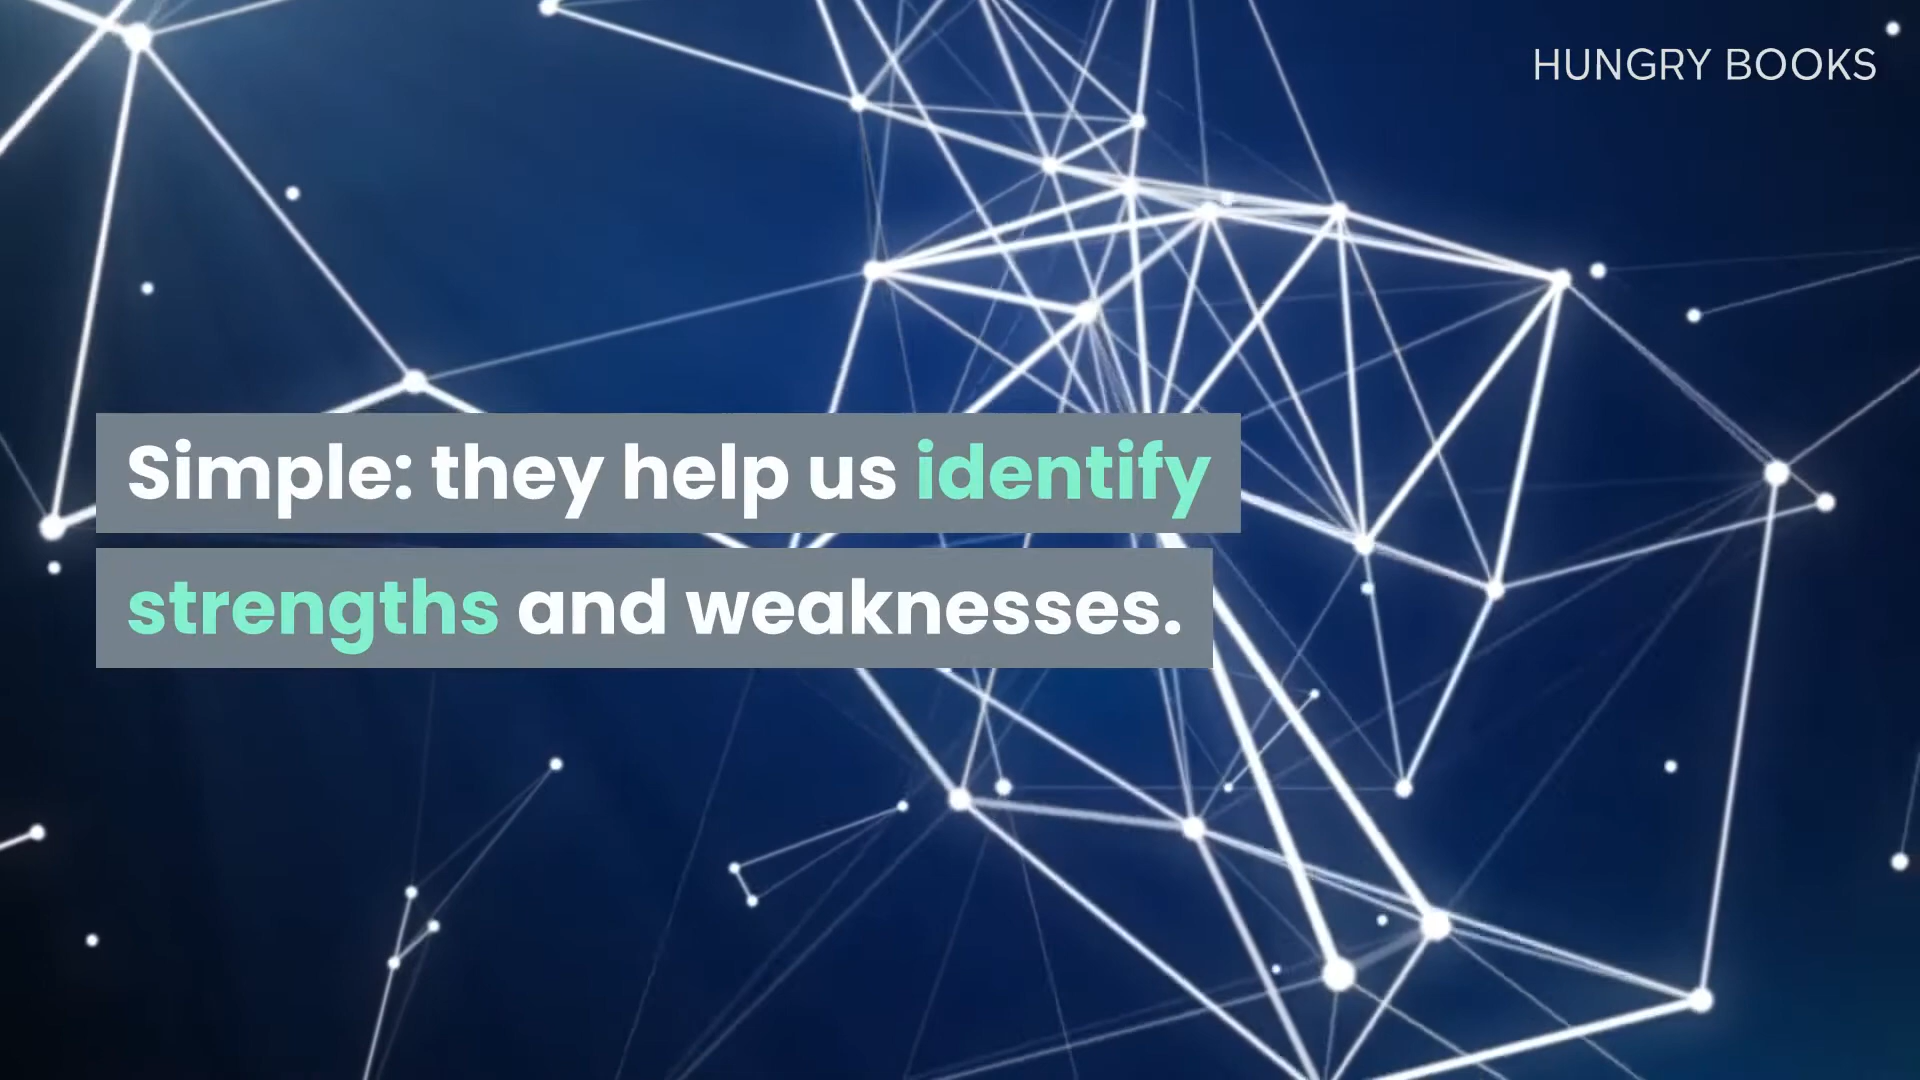 HUNGRY BOOKS
Simple: they help us identify
strengths and weaknesses.